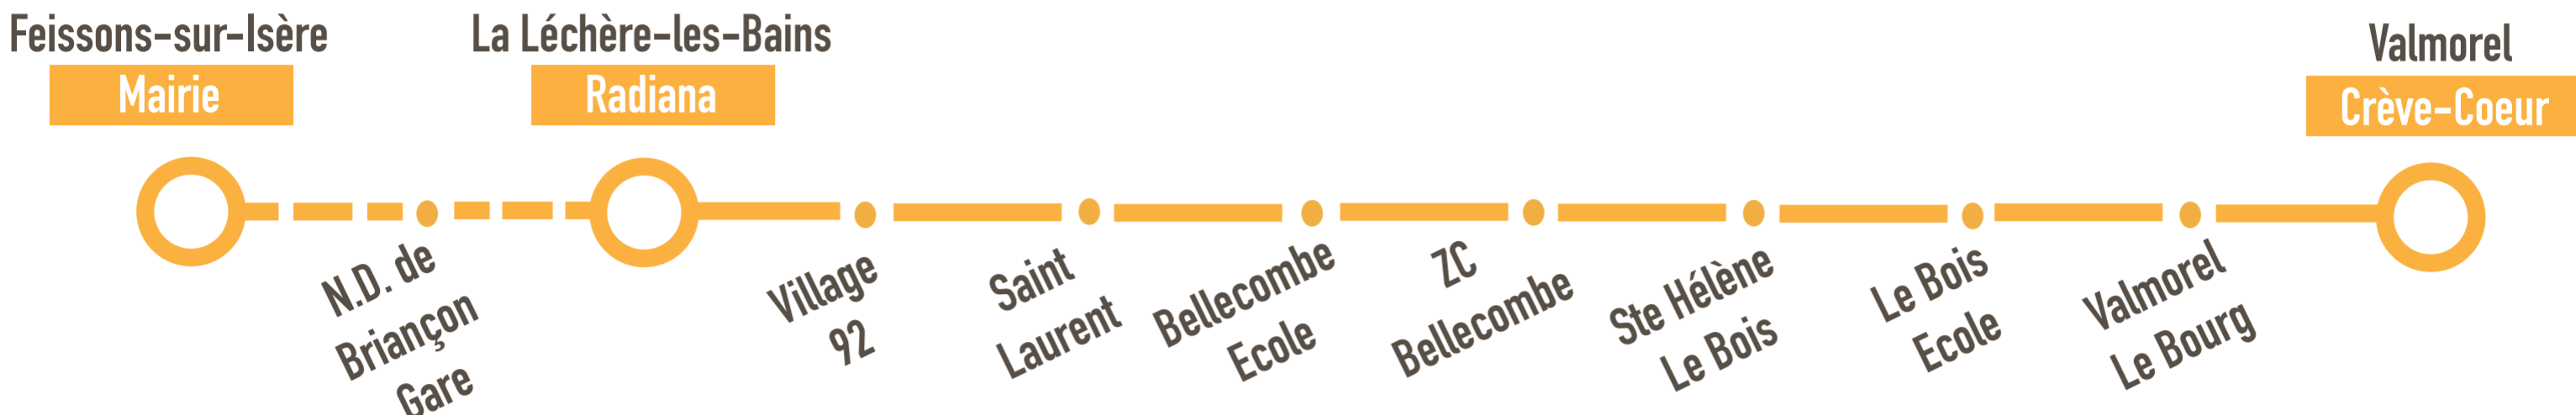 Feissons-sur-Isère
Mairie
La Léchère-les-Bains
Radiana
Valmorel
Crève-Coeur
N.D. de
Briançon
Gare
Village
92
Saint
Laurent
Bellecombe
Ecole
ZC
Bellecombe
Ste Hélène
Le Bois
Le Bois
Ecole
Valmorel
Le Bourg